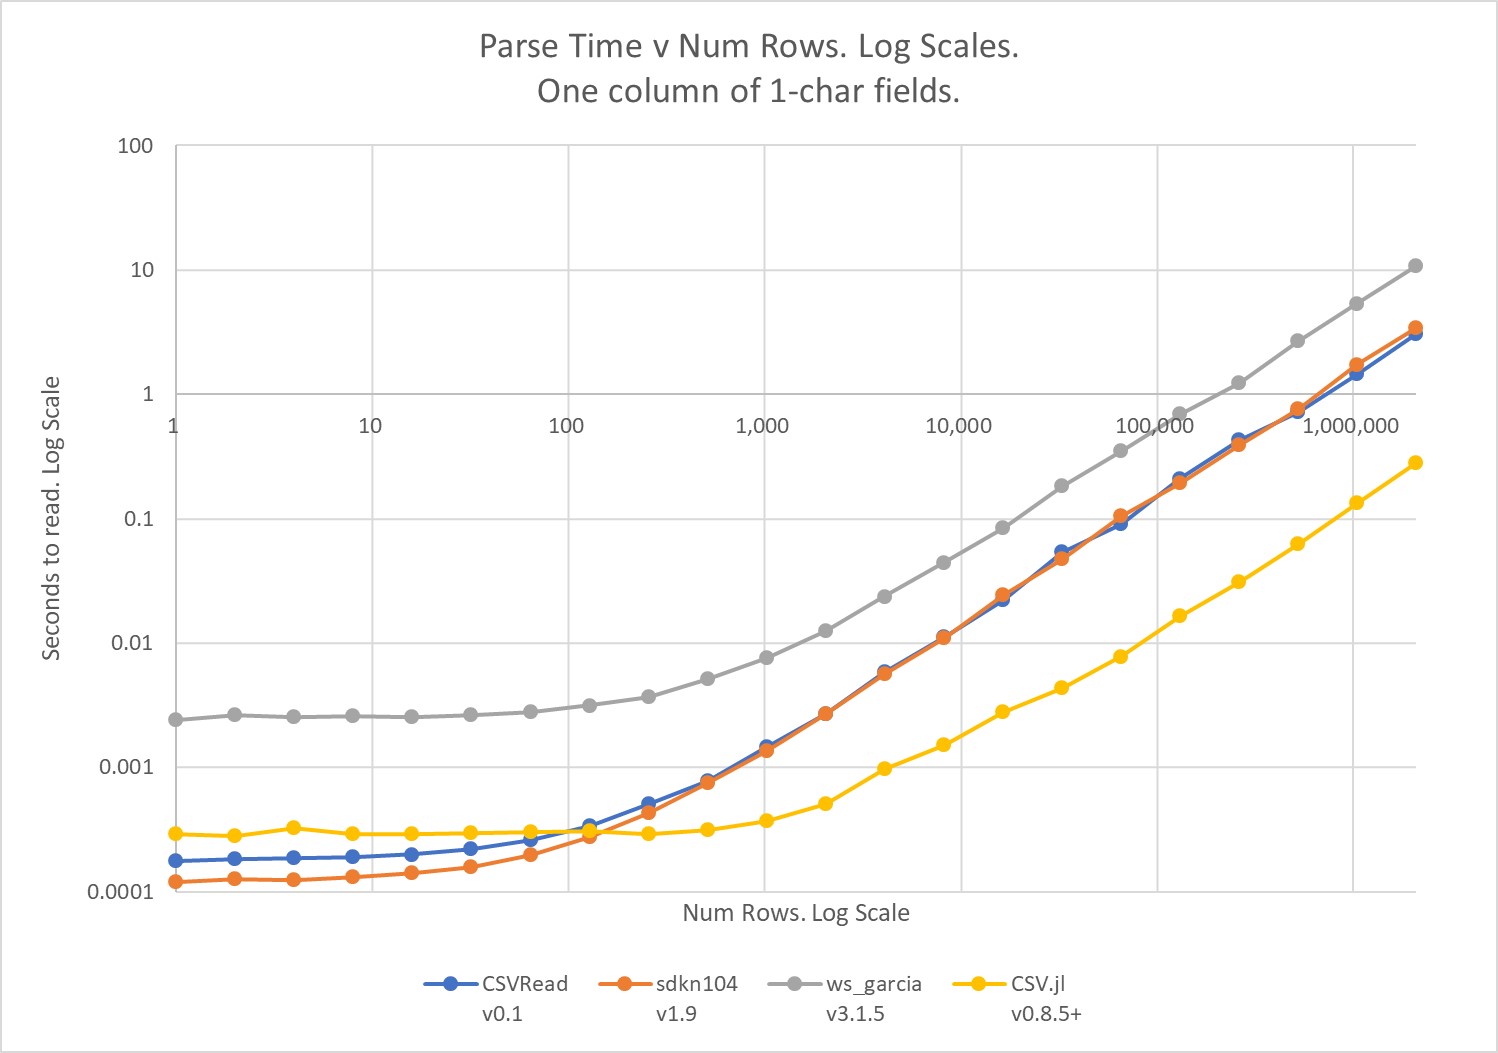 Parse Time v Num Rows. Log Scales.
One column of 1-char fields.
100
10
1
0.1
0.01
0.001
0.0001
Seconds to read. Log Scale
1 10 100 1,000 10,000 100,000 1,000,000
Num Rows. Log Scale
CSVRead sdkn104 ws_garcia CSV.jl
v0.1 v1.9 v3.1.5 v0.8.5+